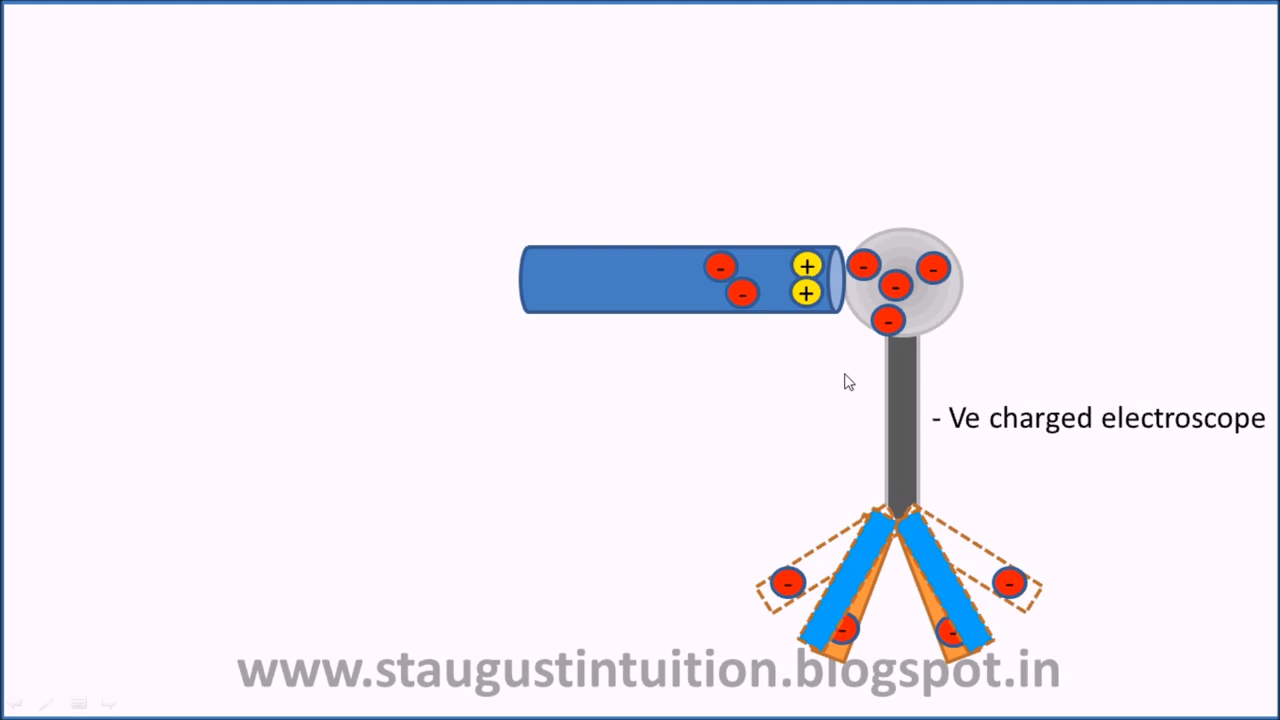 - - + + - - - -
- Ve charged electroscope
- - - -
www.staugustintuition.blogspot.in